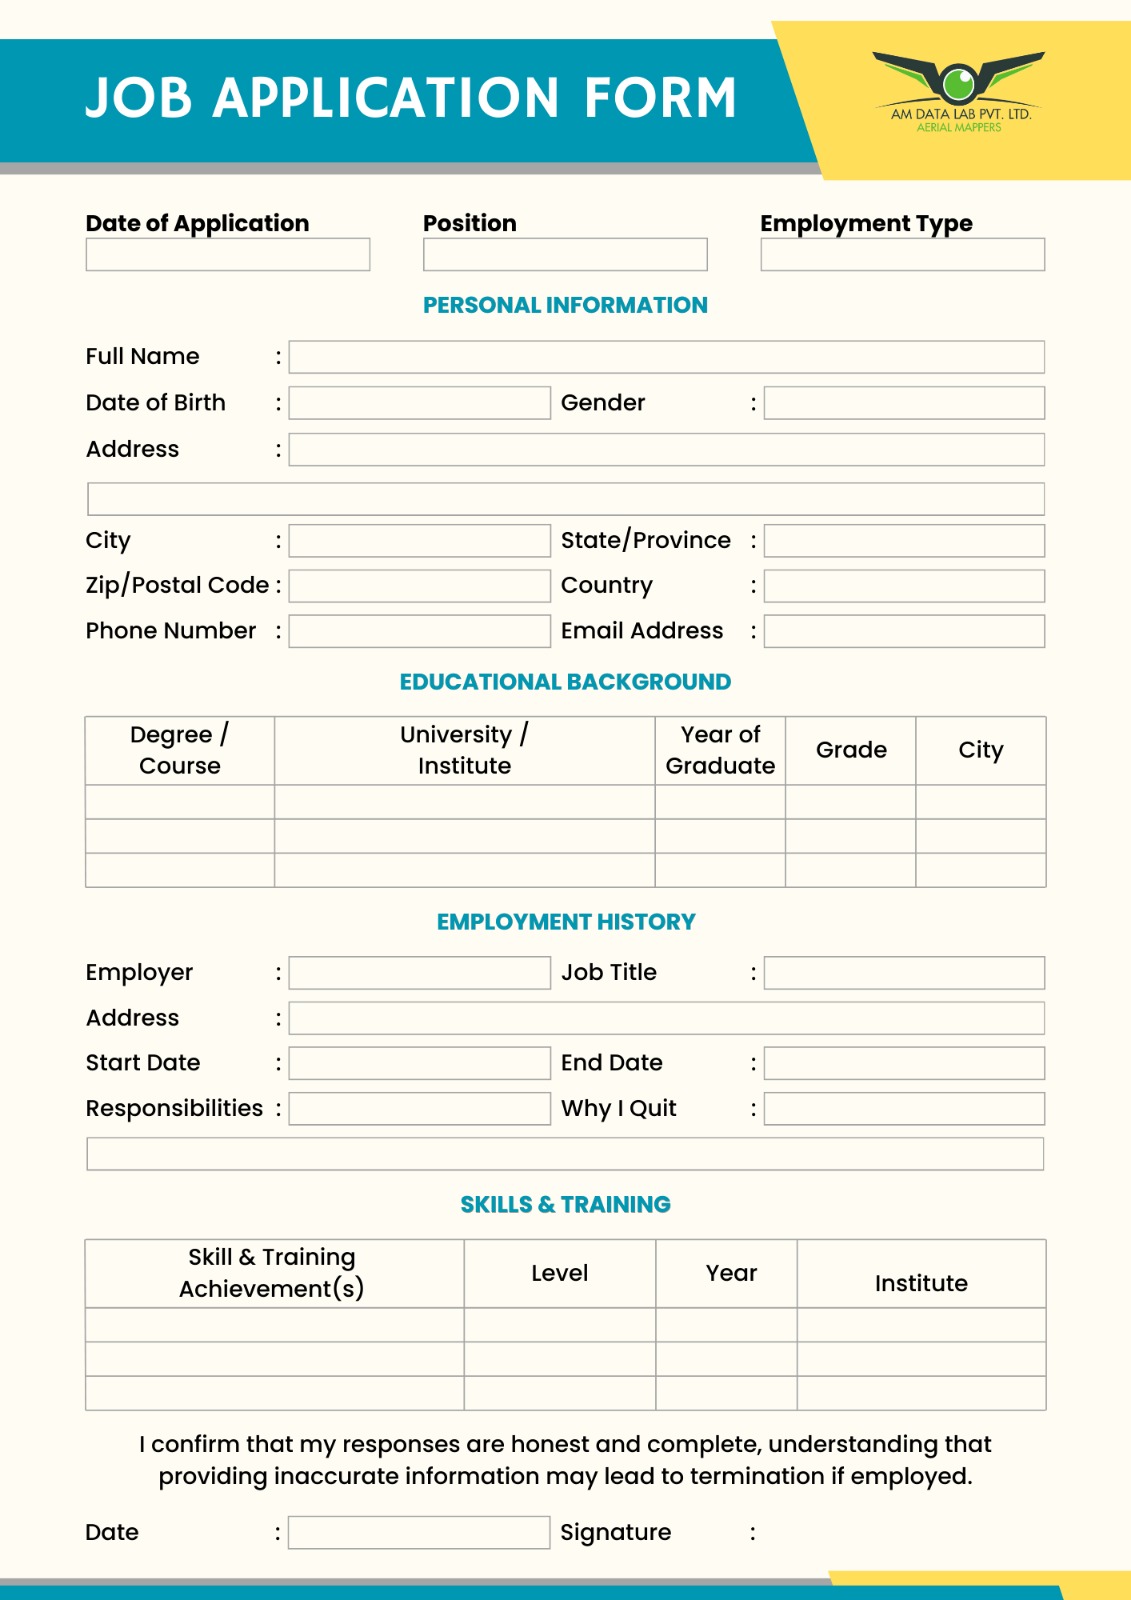 JOB APPLICATION FORM
AM DATA LAB PVT. LTD.
AERIAL MAPPERS
Date of Application Position Employment Type
PERSONAL INFORMATION
Full Name :
Date of Birth : Gender :
Address :
City : State/Province :
Zip/Postal Code : Country :
Phone Number : Email Address :
EDUCATIONAL BACKGROUND
Degree / University / Year of
Course Institute Graduate Grade City
EMPLOYMENT HISTORY
Employer : Job Title :
Address :
Start Date : End Date :
Responsibilities : Why I Quit :
SKILLS & TRAINING
Skill & Training
Achievement(s) Level Year Institute
I confirm that my responses are honest and complete, understanding that
providing inaccurate information may lead to termination if employed.
Date : Signature :